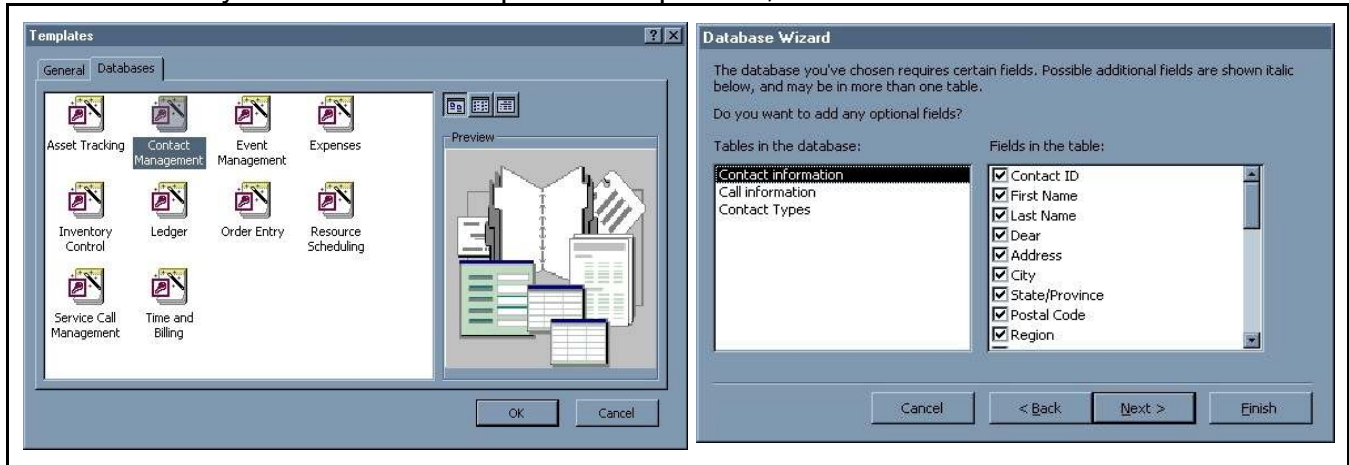 Templates
General Databases
Asset Tracking
Contact
Management
Event
Management
Expenses
Inventory
Control
Ledger
Order Entry
Resource
Scheduling
Service Call
Management
Time and
Billing
Preview
OK Cancel
Database Wizard
The database you've chosen requires certain fields. Possible additional fields are shown italic
below, and may be in more than one table.
Do you want to add any optional fields?
Tables in the database:
Contact information
Call information
Contact Types
Fields in the table:
Contact ID
First Name
Last Name
Dear
Address
City
State/Province
Postal Code
Region
Cancel < Back Next > Finish